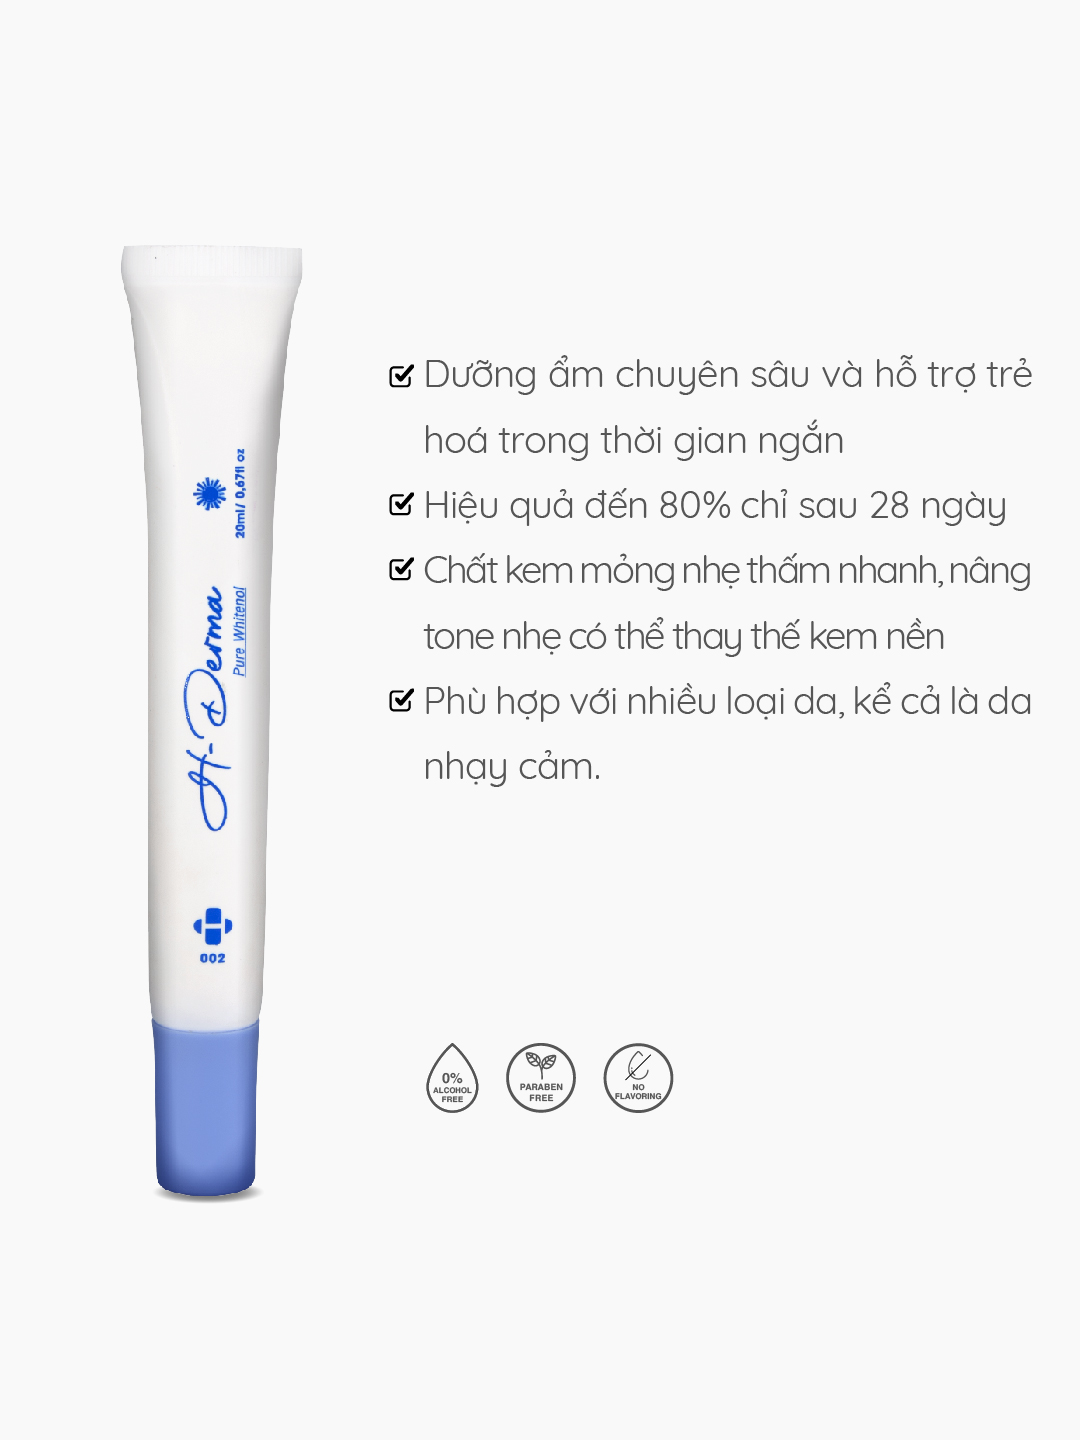 20ml/ 0,67fl oz
H-Derma
Pure Whitenol
002
Dưỡng ẩm chuyên sâu và hỗ trợ trẻ
hoá trong thời gian ngắn
Hiệu quả đến 80% chỉ sau 28 ngày
Chất kem mỏng nhẹ thấm nhanh, nâng
tone nhẹ có thể thay thế kem nền
Phù hợp với nhiều loại da, kể cả là da
nhạy cảm.
0%
ALCOHOL
FREE
PARABEN
FREE
NO
FLAVORING